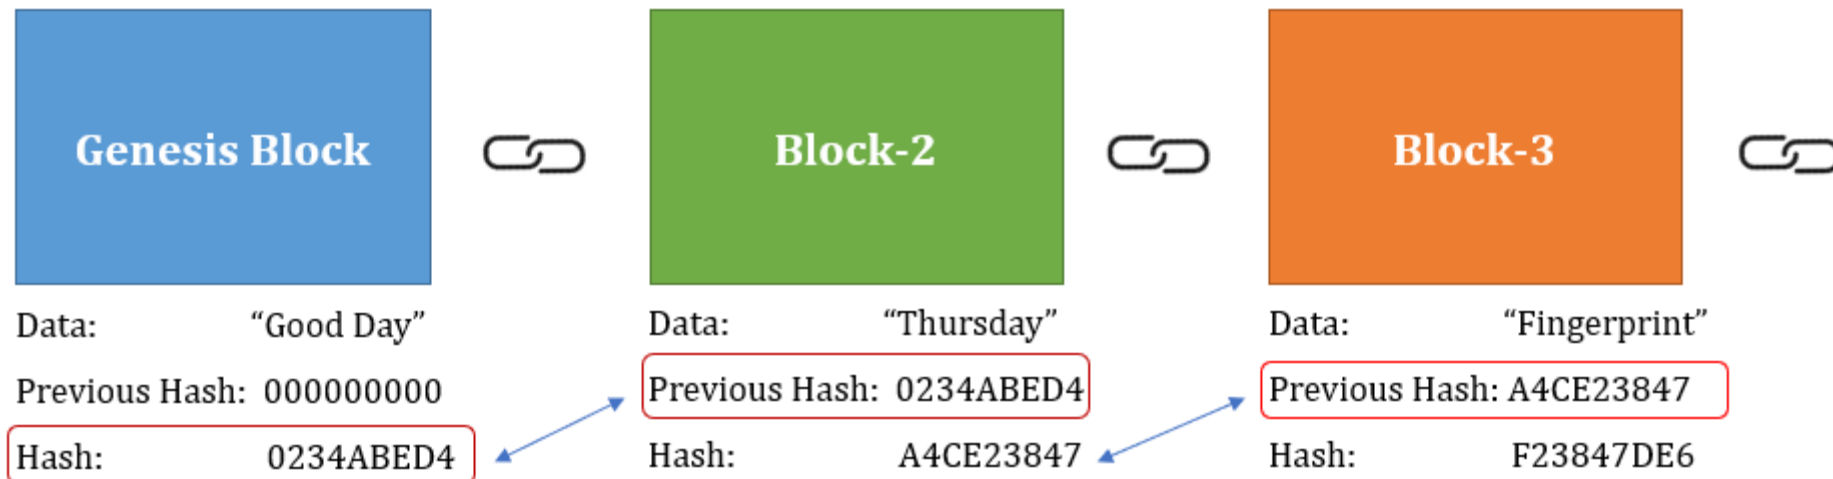 Genesis Block
Block-2
Block-3
Data: “Good Day”
Previous Hash: 000000000
Hash: 0234ABED4
Data: “Thursday”
Previous Hash: 0234ABED4
Hash: A4CE23847
Data: “Fingerprint”
Previous Hash: A4CE23847
Hash: F23847DE6